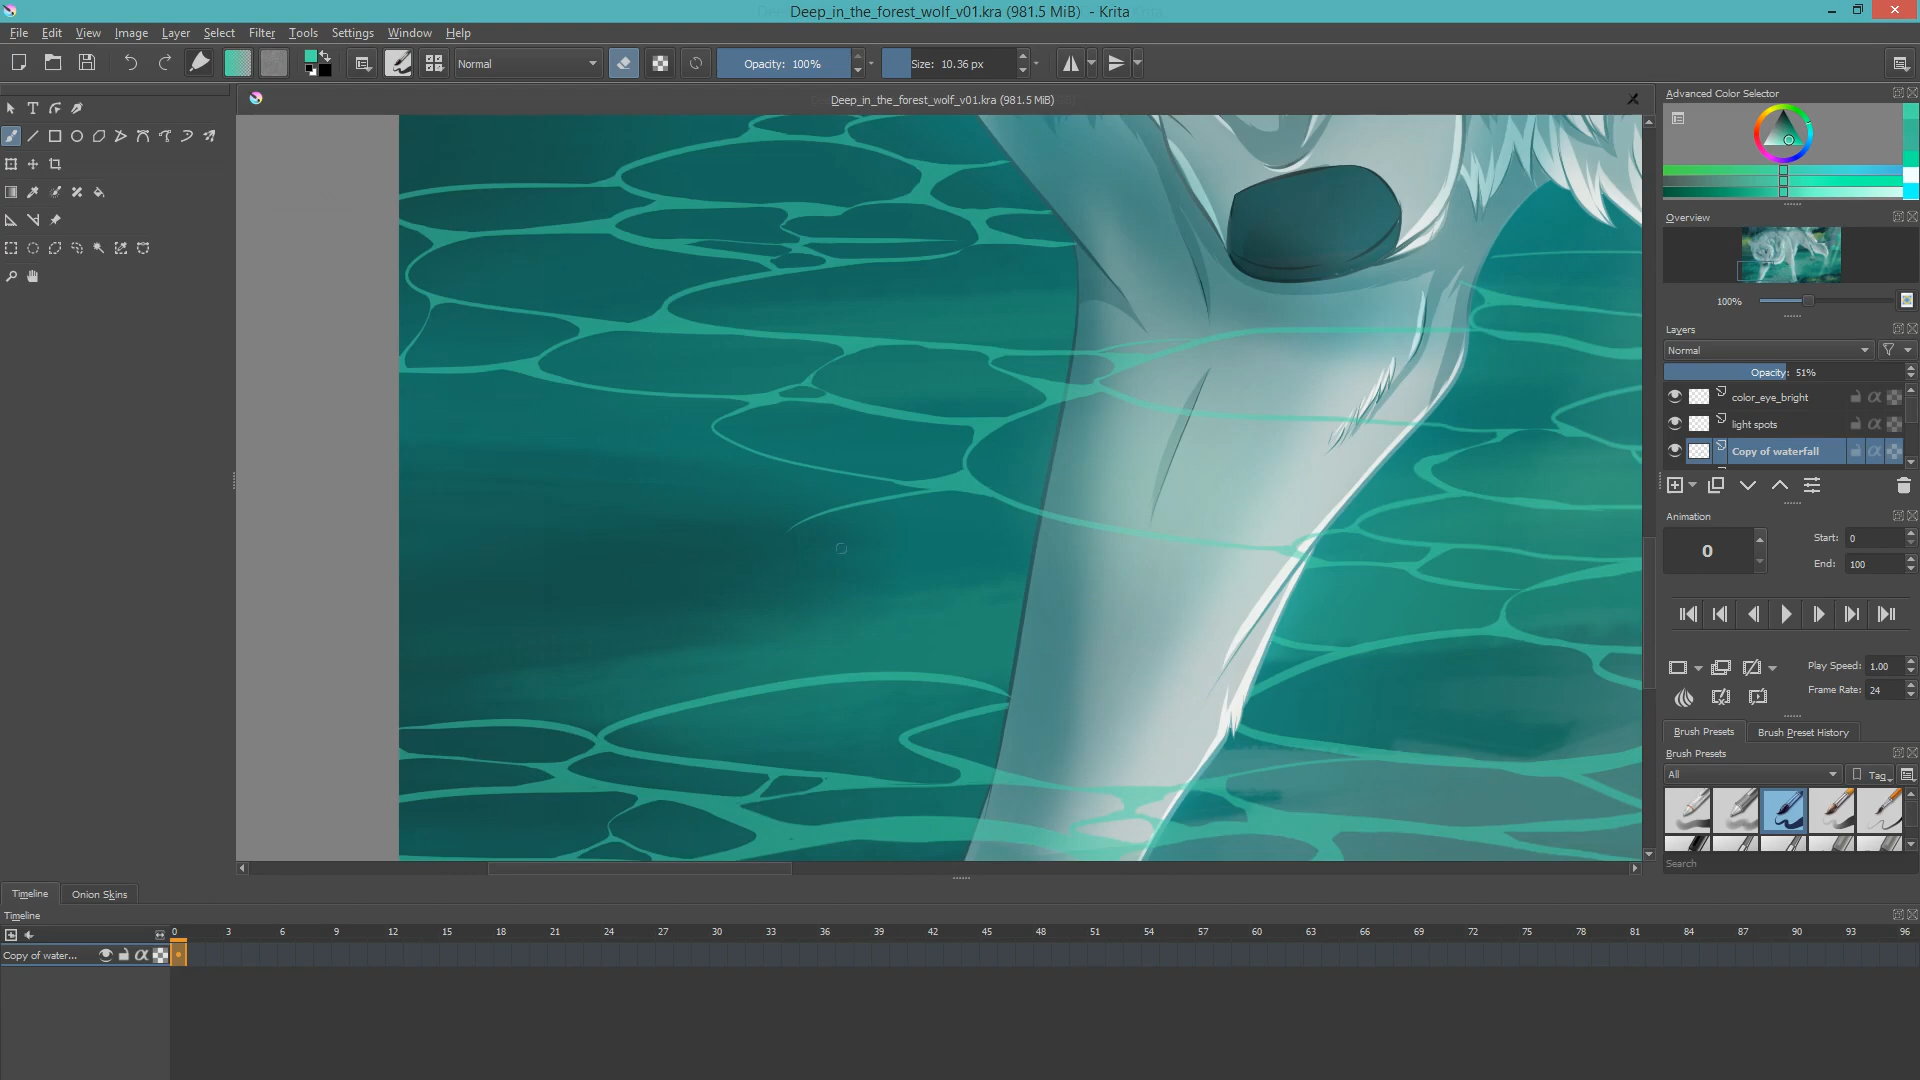 Deep_in_the_forest_wolf_v01.kra (981.5 MiB) - Krita
File Edit View Image Layer Select Filter Tools Settings Window Help
Normal Opacity: 100% Size: 10.36 px
Deep_in_the_forest_wolf_v01.kra (981.5 MiB)
Advanced Color Selector
Overview
100%
Layers
Normal
Opacity: 51%
color_eye_bright
light spots
Copy of waterfall
Animation
0
Start: 0
End: 100
Play Speed: 1.00
Frame Rate: 24
Brush Presets Brush Preset History
Brush Presets
All Tag
Search
Timeline Onion Skins
Timeline
0 3 6 9 12 15 18 21 24 27 30 33 36 39 42 45 48 51 54 57 60 63 66 69 72 75 78 81 84 87 90 93 96
Copy of water...